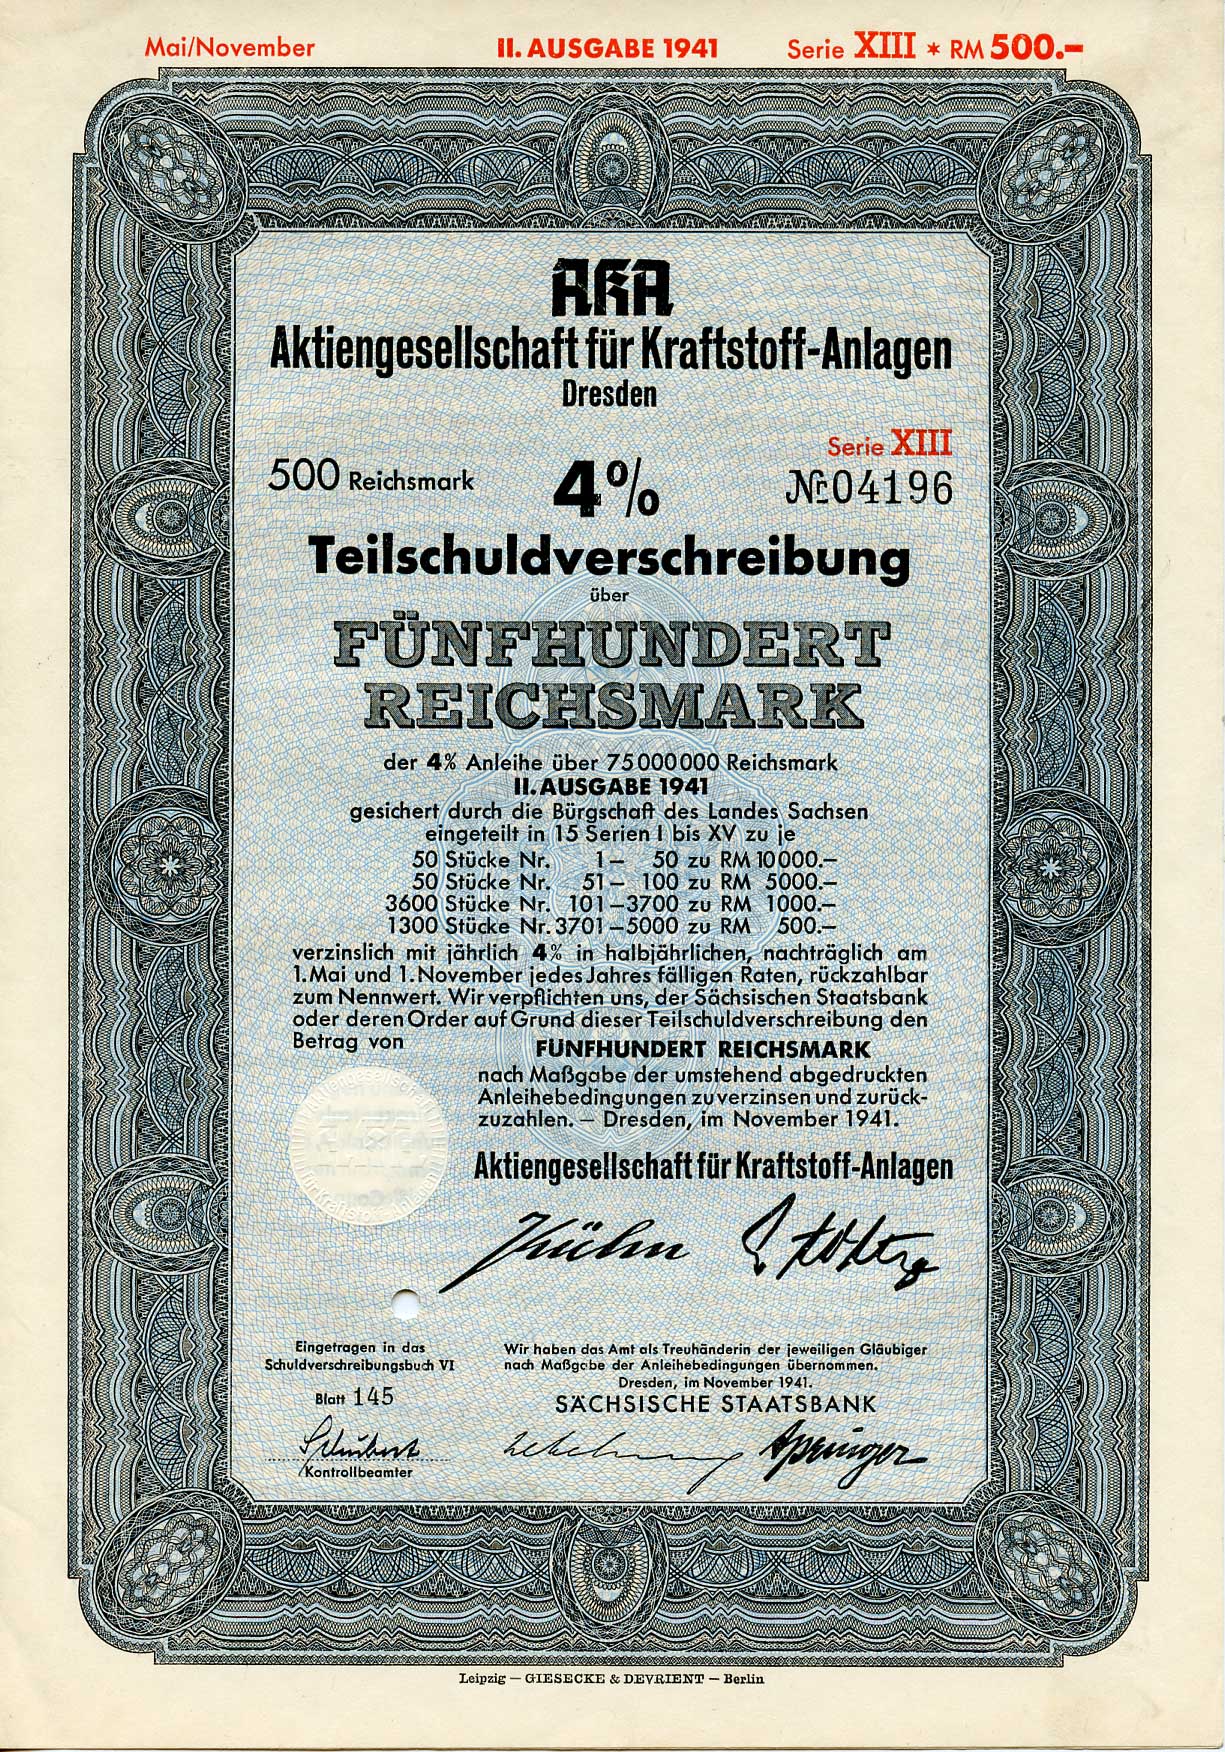 Mai/November II. AUSGABE 1941 Serie XIII * RM 500.–
AKA
Aktiengesellschaft für Kraftstoff-Anlagen
Dresden
Serie XIII
500 Reichsmark 4% № 04196
Teilschuldverschreibung
über
FÜNFHUNDERT
REICHSMARK
der 4% Anleihe über 75 000 000 Reichsmark
II. AUSGABE 1941
gesichert durch die Bürgschaft des Landes Sachsen
eingeteilt in 15 Serien I bis XV zu je
50 Stücke Nr. 1 – 50 zu RM 10 000.–
50 Stücke Nr. 51 – 100 zu RM 5000.–
3600 Stücke Nr. 101 – 3700 zu RM 1000.–
1300 Stücke Nr. 3701 – 5000 zu RM 500.–
verzinslich mit jährlich 4% in halbjährlichen, nachträglich am
1. Mai und 1. November jedes Jahres fälligen Raten, rückzahlbar
zum Nennwert. Wir verpflichten uns, der Sächsischen Staatsbank
oder deren Order auf Grund dieser Teilschuldverschreibung den
Betrag von
FÜNFHUNDERT REICHSMARK
nach Maßgabe der umstehend abgedruckten
Anleihebedingungen zu verzinsen und zurück-
zuzahlen. – Dresden, im November 1941.
Aktiengesellschaft für Kraftstoff-Anlagen
Kühn
Eingetragen in das
Schuldverschreibungsbuch VI
Blatt 145
Schubert
Kontrollbeamter
Wir haben das Amt als Treuhänderin der jeweiligen Gläubiger
nach Maßgabe der Anleihebedingungen übernommen.
Dresden, im November 1941.
SÄCHSISCHE STAATSBANK
Springer
Leipzig – GIESECKE & DEVRIENT – Berlin